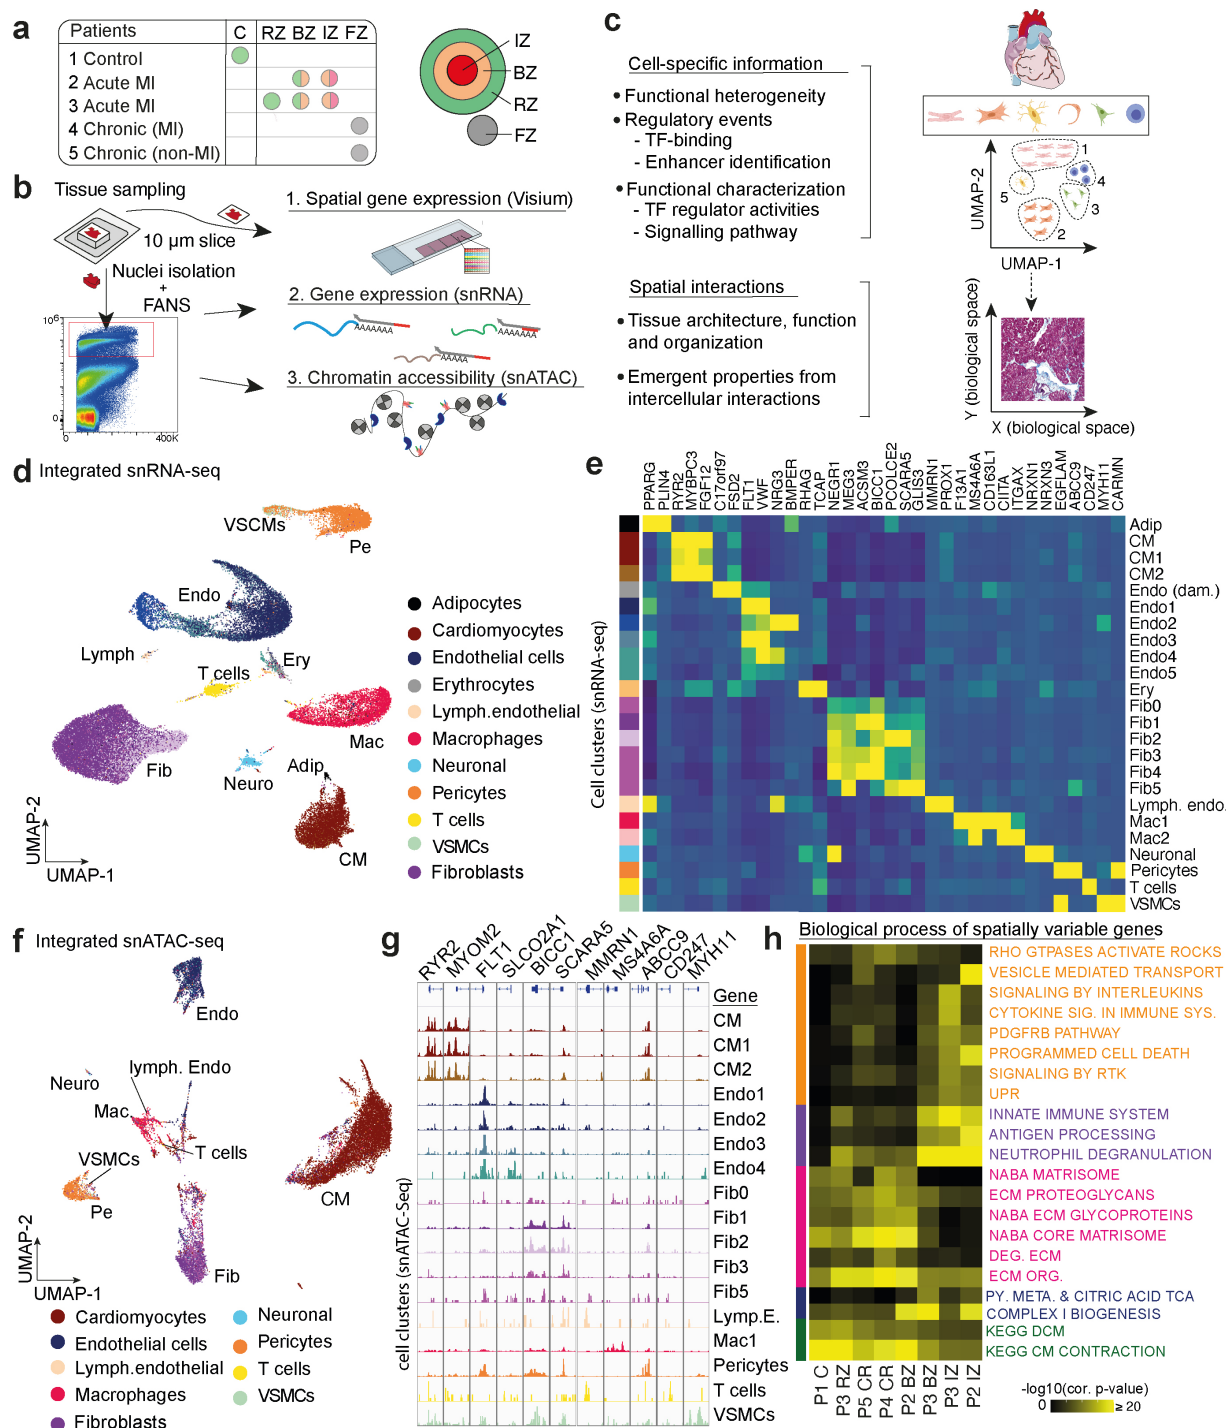 a
Patients C RZ BZ IZ FZ
1 Control
2 Acute MI
3 Acute MI
4 Chronic (MI)
5 Chronic (non-MI)
IZ
BZ
RZ
FZ
b
Tissue sampling
10 µm slice
Nuclei isolation
+
FANS
10⁶
0
0 400K
1. Spatial gene expression (Visium)
2. Gene expression (snRNA)
AAAAAAA
AAAAA
AAAAA
3. Chromatin accessibility (snATAC)
c
Cell-specific information
• Functional heterogeneity
• Regulatory events
- TF-binding
- Enhancer identification
• Functional characterization
- TF regulator activities
- Signalling pathway
Spatial interactions
• Tissue architecture, function
and organization
• Emergent properties from
intercellular interactions
UMAP-2
1
4
5
3
2
UMAP-1
Y (biological space)
X (biological space)
d Integrated snRNA-seq
VSCMs
Pe
Endo
Lymph
T cells
Ery
Mac
Fib
Neuro
Adip
CM
UMAP-2
UMAP-1
Adipocytes
Cardiomyocytes
Endothelial cells
Erythrocytes
Lymph.endothelial
Macrophages
Neuronal
Pericytes
T cells
VSMCs
Fibroblasts
e
PPARG
PLIN4
RYR2
MYBPC3
FGF12
C17orf97
FSD2
FLT1
VWF
NRG3
BMPER
RHAG
TCAP
NEGR1
MEG3
ACSM3
BICC1
PCOLCE2
SCARA5
GLIS3
MMRN1
PROX1
F13A1
MS4A6A
CD163L1
CIITA
ITGAX
NRXN1
NRXN3
EGFLAM
ABCC9
CD247
MYH11
CARMN
Cell clusters (snRNA-seq)
Adip
CM
CM1
CM2
Endo (dam.)
Endo1
Endo2
Endo3
Endo4
Endo5
Ery
Fib0
Fib1
Fib2
Fib3
Fib4
Fib5
Lymph. endo.
Mac1
Mac2
Neuronal
Pericytes
T cells
VSMCs
f Integrated snATAC-seq
Endo
lymph. Endo
Neuro
Mac
T cells
VSMCs
Pe
CM
Fib
UMAP-2
UMAP-1
Cardiomyocytes
Endothelial cells
Lymph.endothelial
Macrophages
Fibroblasts
Neuronal
Pericytes
T cells
VSMCs
g
RYR2
MYOM2
FLT1
SLCO2A1
BICC1
SCARA5
MMRN1
MS4A6A
ABCC9
CD247
MYH11
cell clusters (snATAC-Seq)
Gene
CM
CM1
CM2
Endo1
Endo2
Endo3
Endo4
Fib0
Fib1
Fib2
Fib3
Fib5
Lymp.E.
Mac1
Pericytes
T cells
VSMCs
h Biological process of spatially variable genes
RHO GTPASES ACTIVATE ROCKS
VESICLE MEDIATED TRANSPORT
SIGNALING BY INTERLEUKINS
CYTOKINE SIG. IN IMMUNE SYS.
PDGFRB PATHWAY
PROGRAMMED CELL DEATH
SIGNALING BY RTK
UPR
INNATE IMMUNE SYSTEM
ANTIGEN PROCESSING
NEUTROPHIL DEGRANULATION
NABA MATRISOME
ECM PROTEOGLYCANS
NABA ECM GLYCOPROTEINS
NABA CORE MATRISOME
DEG. ECM
ECM ORG.
PY. META. & CITRIC ACID TCA
COMPLEX I BIOGENESIS
KEGG DCM
KEGG CM CONTRACTION
P1 C
P3 RZ
P5 CR
P4 CR
P2 BZ
P3 BZ
P3 IZ
P2 IZ
-log10(cor. p-value)
0 ≥ 20